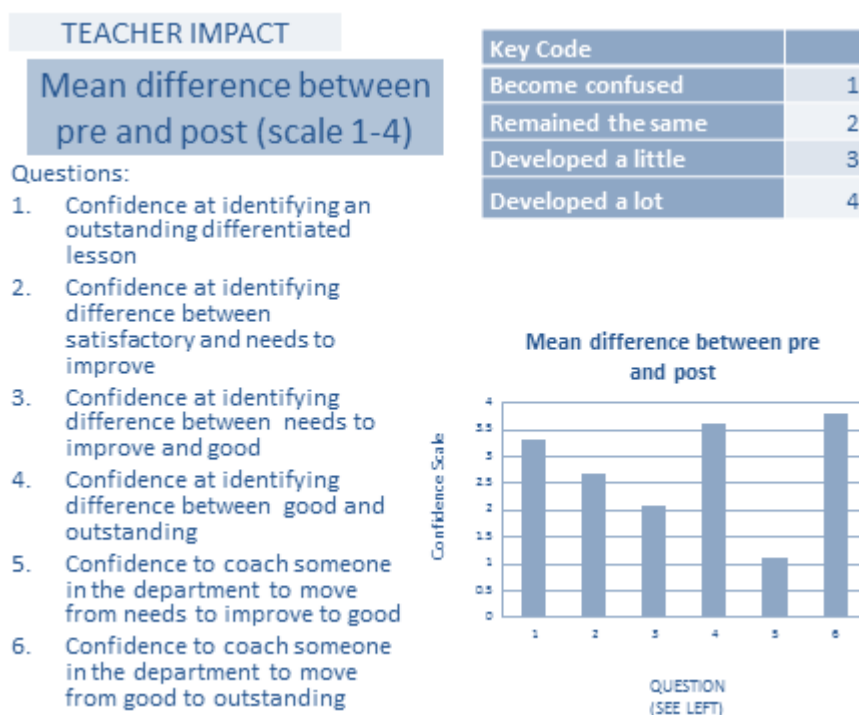 TEACHER IMPACT
Mean difference between
pre and post (scale 1-4)
Questions:
1. Confidence at identifying an
outstanding differentiated
lesson
2. Confidence at identifying
difference between
satisfactory and needs to
improve
3. Confidence at identifying
difference between needs to
improve and good
4. Confidence at identifying
difference between good and
outstanding
5. Confidence to coach someone
in the department to move
from needs to improve to good
6. Confidence to coach someone
in the department to move
from good to outstanding
Key Code
Become confused 1
Remained the same 2
Developed a little 3
Developed a lot 4
Mean difference between pre
and post
Confidence Scale
4
3.5
3
2.5
2
1.5
1
0.5
0
1 2 3 4 5 6
QUESTION
(SEE LEFT)